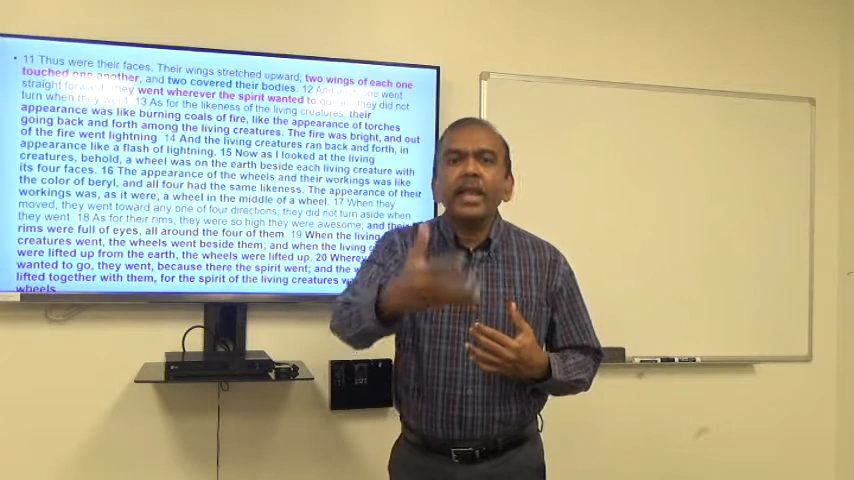 • 11 Thus were their faces. Their wings stretched upward; two wings of each one
touched one another, and two covered their bodies. 12 And each one went
straight forward; they went wherever the spirit wanted to go, and they did not
turn when they went. 13 As for the likeness of the living creatures, their
appearance was like burning coals of fire, like the appearance of torches
going back and forth among the living creatures. The fire was bright, and out
of the fire went lightning. 14 And the living creatures ran back and forth, in
appearance like a flash of lightning. 15 Now as I looked at the living
creatures, behold, a wheel was on the earth beside each living creature with
its four faces. 16 The appearance of the wheels and their workings was like
the color of beryl, and all four had the same likeness. The appearance of their
workings was, as it were, a wheel in the middle of a wheel. 17 When they
moved, they went toward any one of four directions; they did not turn aside when
they went. 18 As for their rims, they were so high they were awesome; and their
rims were full of eyes, all around the four of them. 19 When the living
creatures went, the wheels went beside them; and when the living
were lifted up from the earth, the wheels were lifted up. 20 Wherever
wanted to go, they went, because there the spirit went; and the
lifted together with them, for the spirit of the living creatures was
wheels.